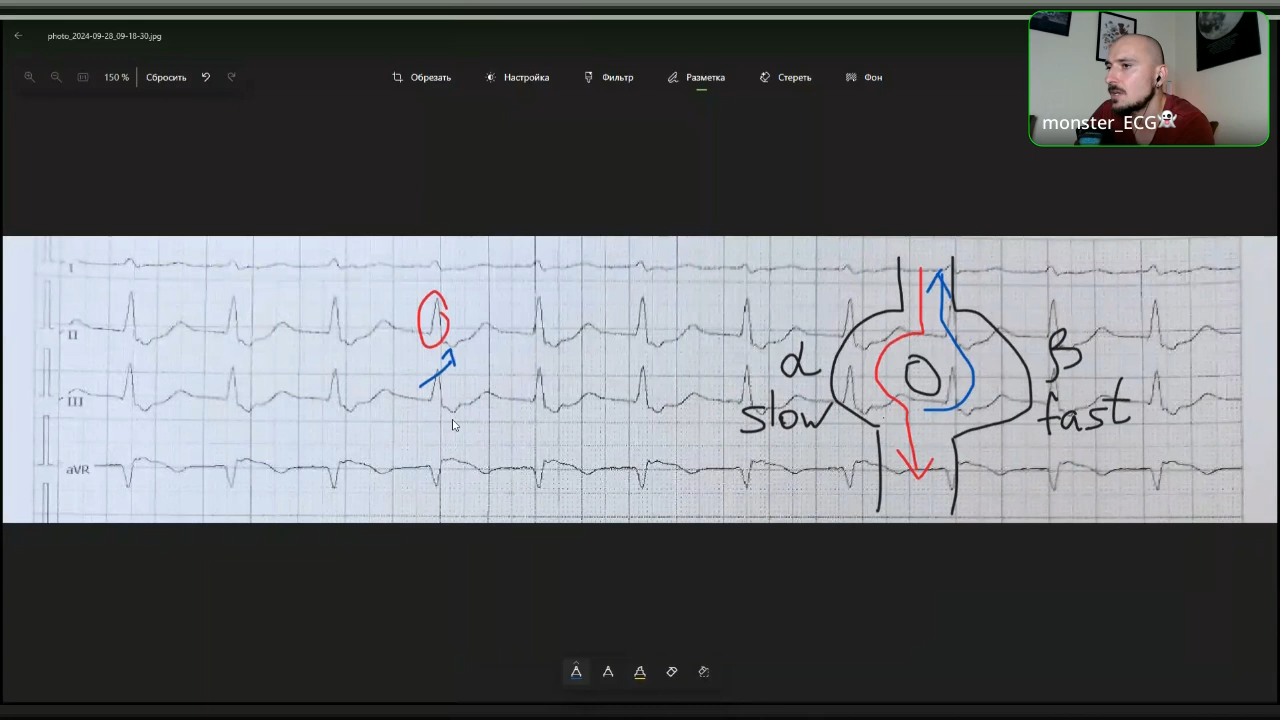 photo_2024-09-28_09-18-30.jpg
150 %
Сбросить
Обрезать
Настройка
Фильтр
Разметка
Стереть
Фон
monster_ECG👻
I
II
III
aVR
α
slow
β
fast